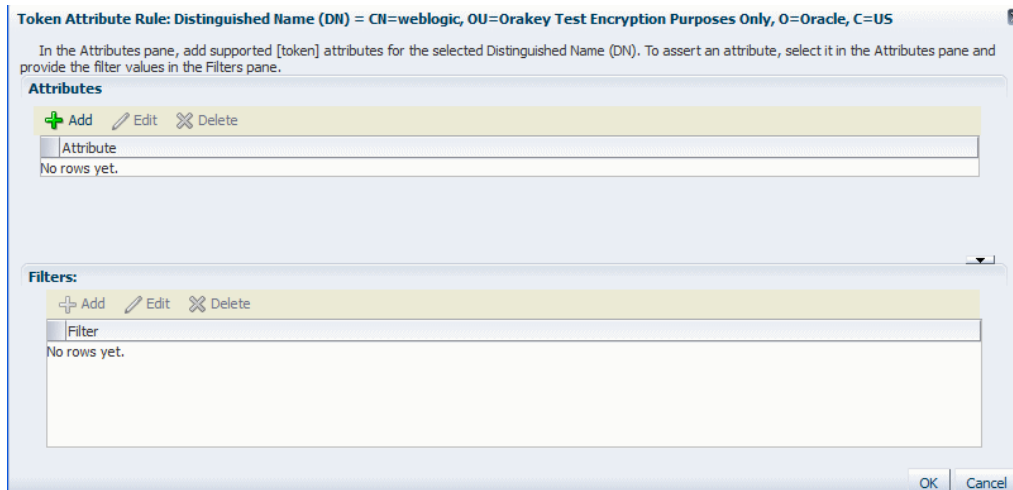 Token Attribute Rule: Distinguished Name (DN) = CN=weblogic, OU=Orakey Test Encryption Purposes Only, O=Oracle, C=US
In the Attributes pane, add supported [token] attributes for the selected Distinguished Name (DN). To assert an attribute, select it in the Attributes pane and
provide the filter values in the Filters pane.
Attributes
Add Edit Delete
Attribute
No rows yet.
Filters:
Add Edit Delete
Filter
No rows yet.
OK Cancel